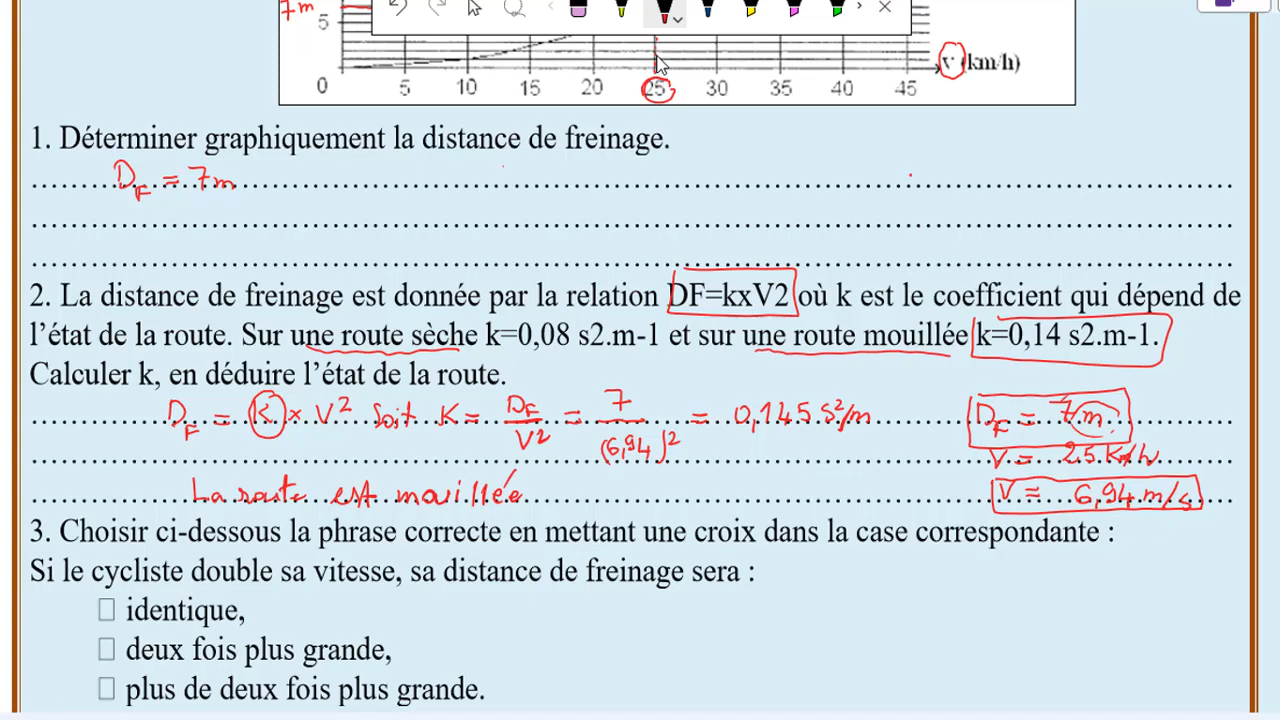 7m
5
v (km/h)
0 5 10 15 20 25 30 35 40 45
1. Déterminer graphiquement la distance de freinage.
D_F = 7m
2. La distance de freinage est donnée par la relation DF=kxV2 où k est le coefficient qui dépend de
l’état de la route. Sur une route sèche k=0,08 s2.m-1 et sur une route mouillée k=0,14 s2.m-1.
Calculer k, en déduire l’état de la route.
D_F = K × V² Soit K = D_F/V² = 7/(6,94)² = 0,145 s²/m
D_F = 7m
V = 25 Km/h
La route est mouillée
V = 6,94 m/s
3. Choisir ci-dessous la phrase correcte en mettant une croix dans la case correspondante :
Si le cycliste double sa vitesse, sa distance de freinage sera :
□ identique,
□ deux fois plus grande,
□ plus de deux fois plus grande.